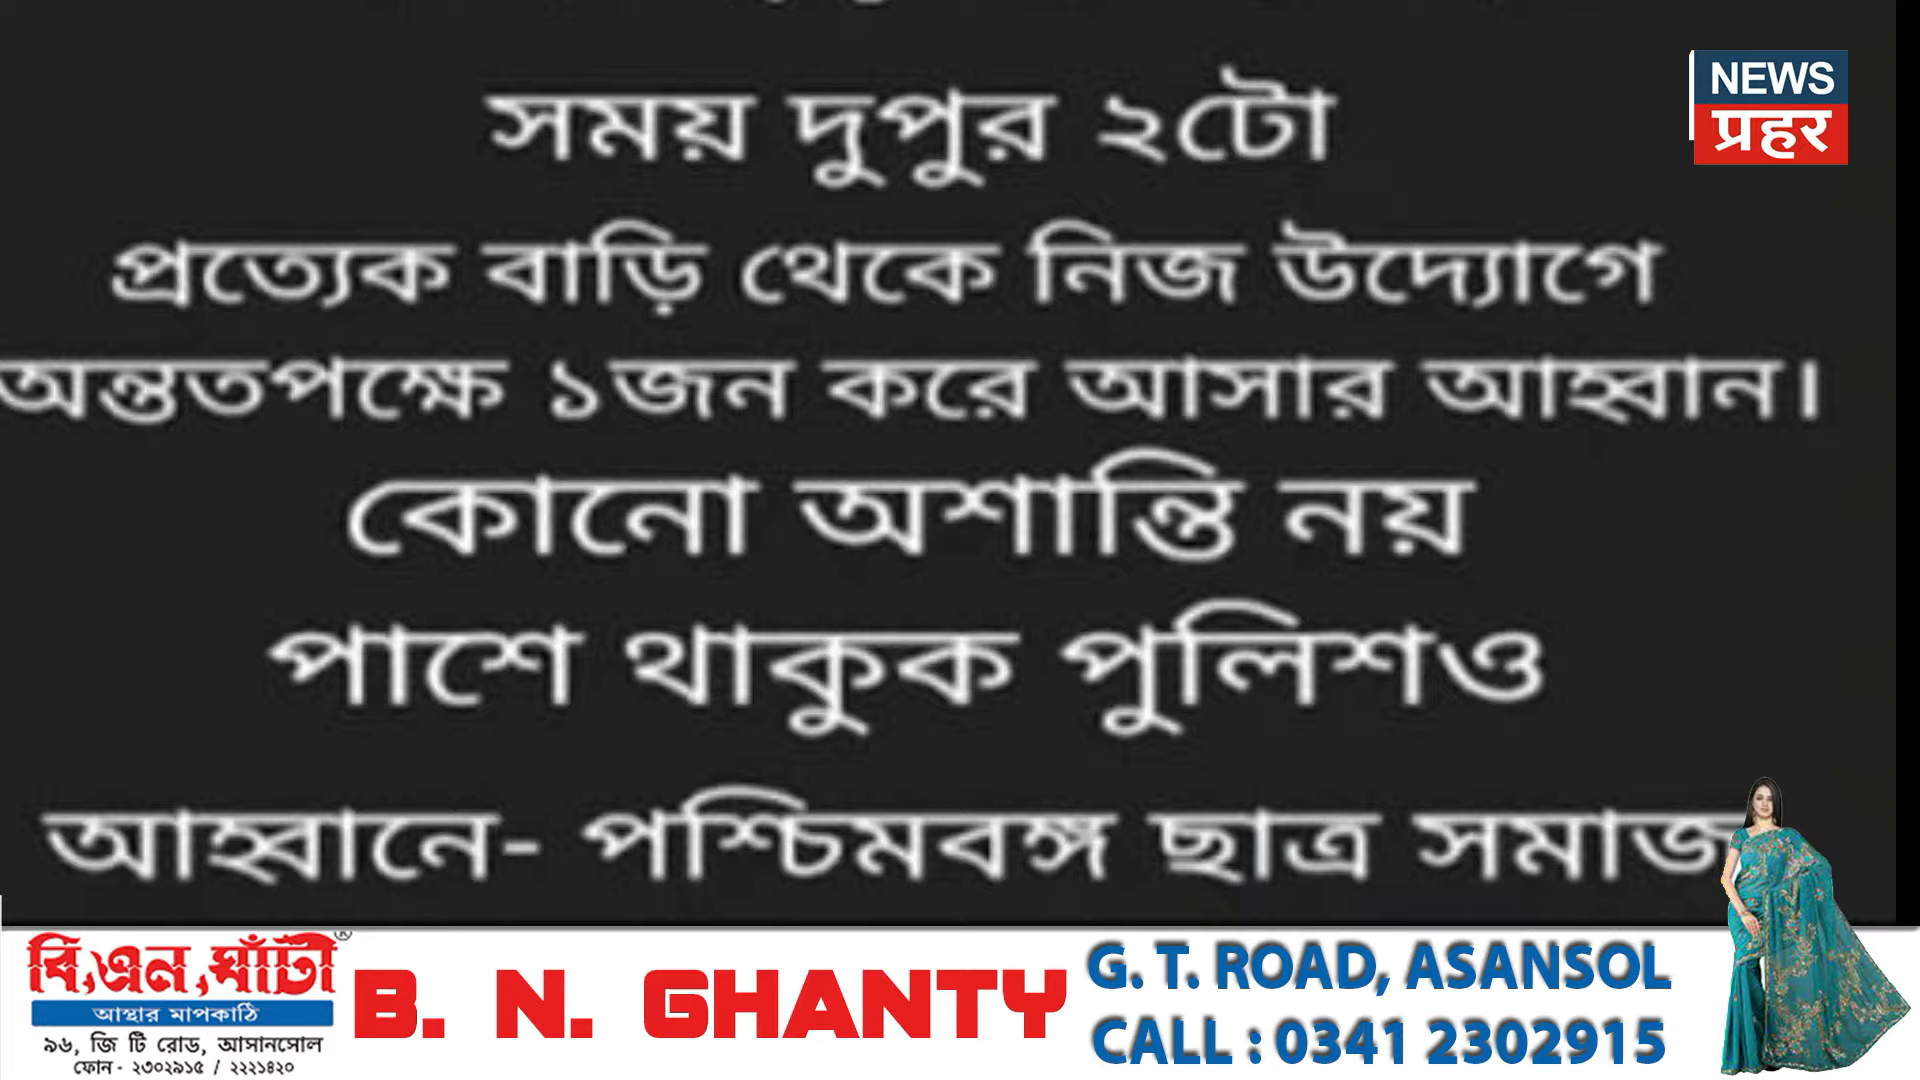 সময় দুপুর ২টো
NEWS
प्रहर
প্রত্যেক বাড়ি থেকে নিজ উদ্যোগে
অন্ততপক্ষে ১জন করে আসার আহ্বান।
কোনো অশান্তি নয়
পাশে থাকুক পুলিশও
আহ্বানে- পশ্চিমবঙ্গ ছাত্র সমাজ
বি,এন,ঘাঁটী®
আস্থার মাপকাঠি
৯৬, জি টি রোড, আসানসোল
ফোন - ২৩০২৯১৫ / ২২২১৪২০
B. N. GHANTY
G. T. ROAD, ASANSOL
CALL : 0341 2302915